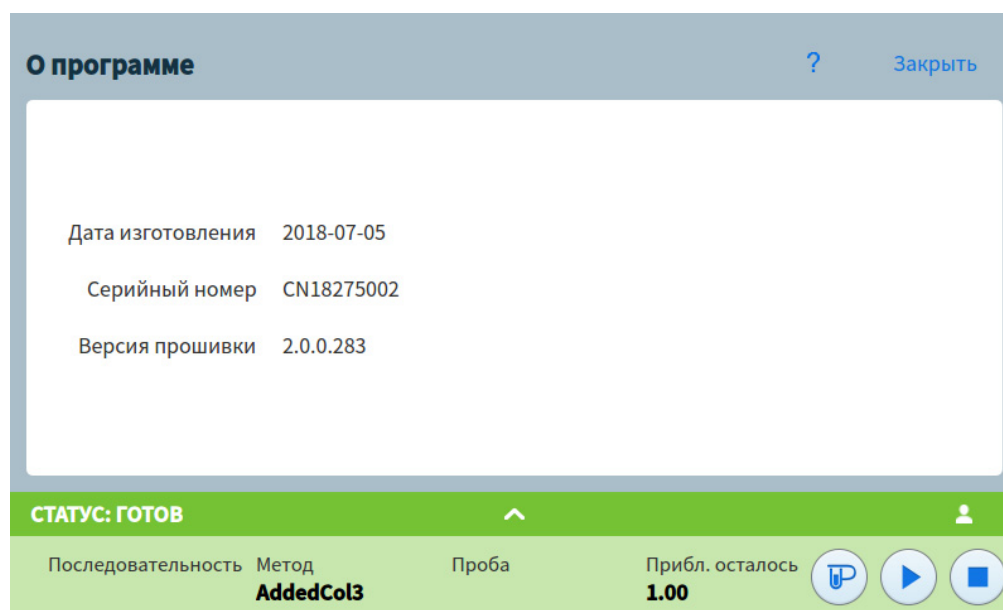 О программе ? Закрыть
Дата изготовления 2018-07-05
Серийный номер CN18275002
Версия прошивки 2.0.0.283
СТАТУС: ГОТОВ
Последовательность Метод Проба Прибл. осталось
AddedCol3 1.00